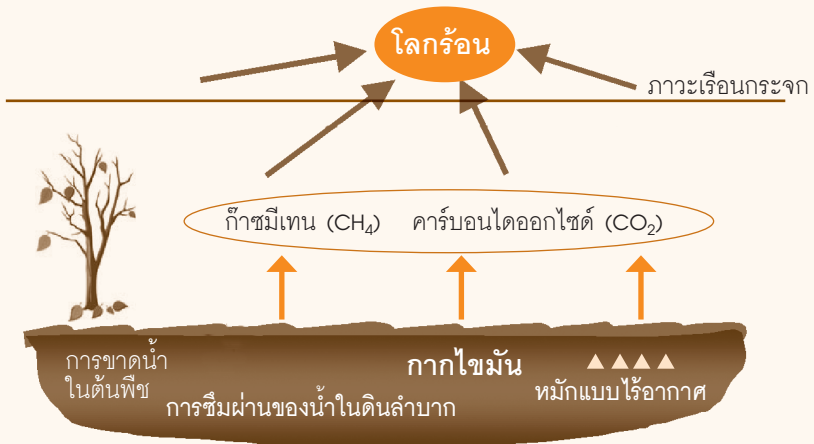 โลกร้อน
ภาวะเรือนกระจก
ก๊าซมีเทน (CH₄) คาร์บอนไดออกไซด์ (CO₂)
การขาดน้ำ
ในต้นพืช
การซึมผ่านของน้ำในดินลำบาก
กากไขมัน
หมักแบบไร้อากาศ